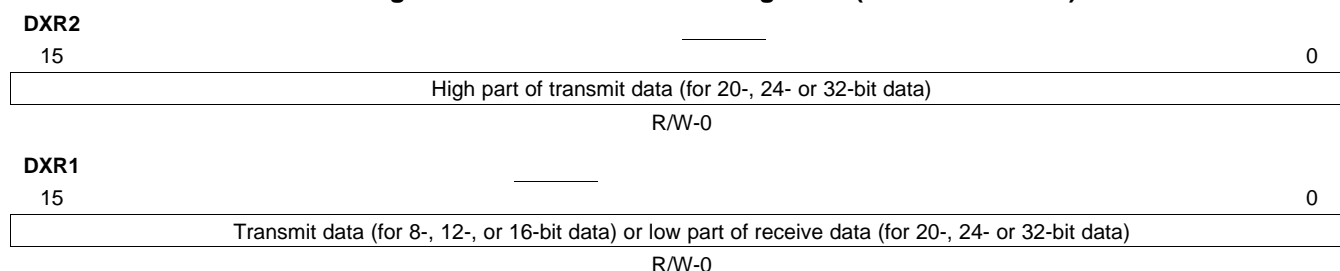 DXR2
15 0
High part of transmit data (for 20-, 24- or 32-bit data)
R/W-0
DXR1
15 0
Transmit data (for 8-, 12-, or 16-bit data) or low part of receive data (for 20-, 24- or 32-bit data)
R/W-0